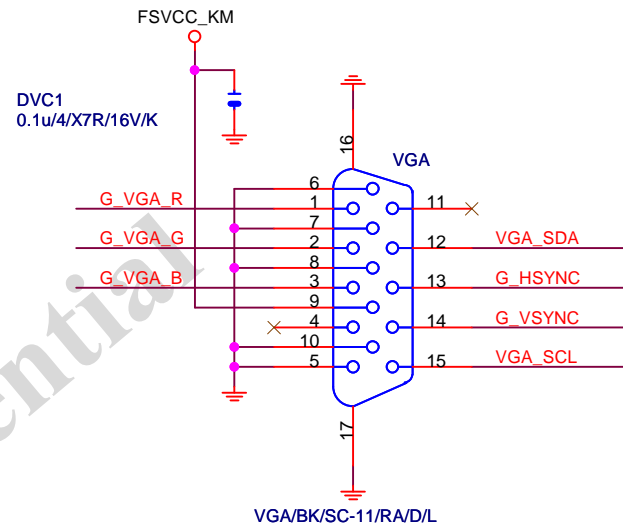 FSVCC_KM
DVC1
0.1u/4/X7R/16V/K
16
VGA
6
G_VGA_R 1 11
7
G_VGA_G 2 12 VGA_SDA
8
G_VGA_B 3 13 G_HSYNC
9
4 14 G_VSYNC
10
5 15 VGA_SCL
17
VGA/BK/SC-11/RA/D/L
ential